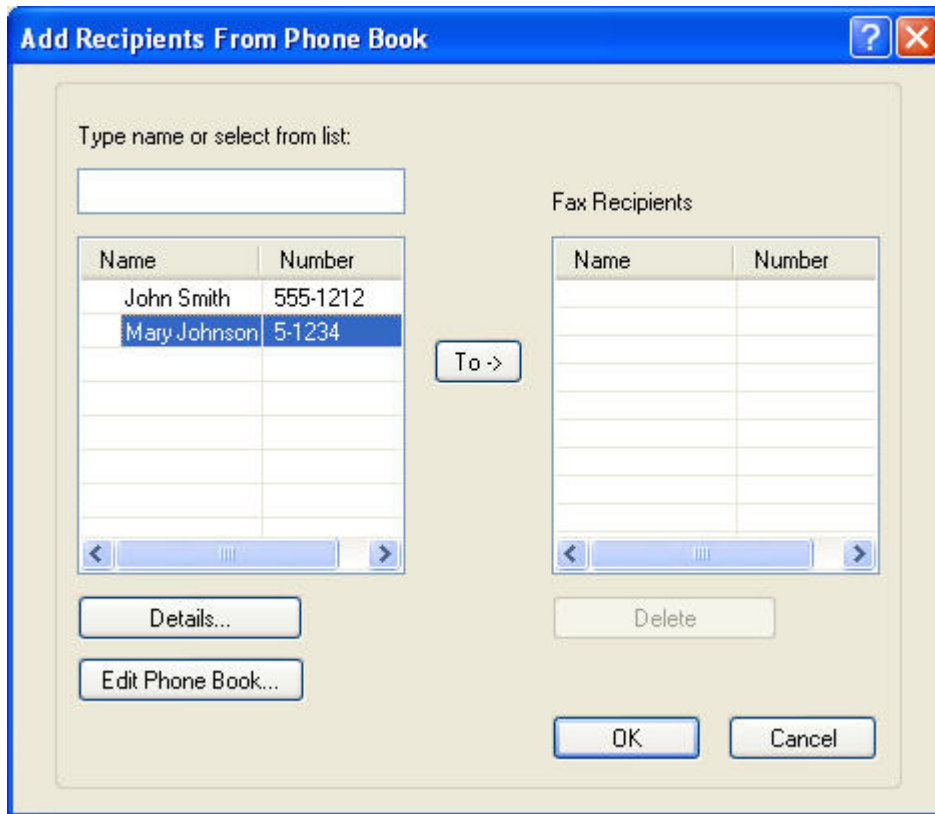 Add Recipients From Phone Book
Type name or select from list:
Fax Recipients
Name Number
John Smith 555-1212
Mary Johnson 5-1234
To ->
Name Number
Details...
Edit Phone Book...
Delete
OK Cancel